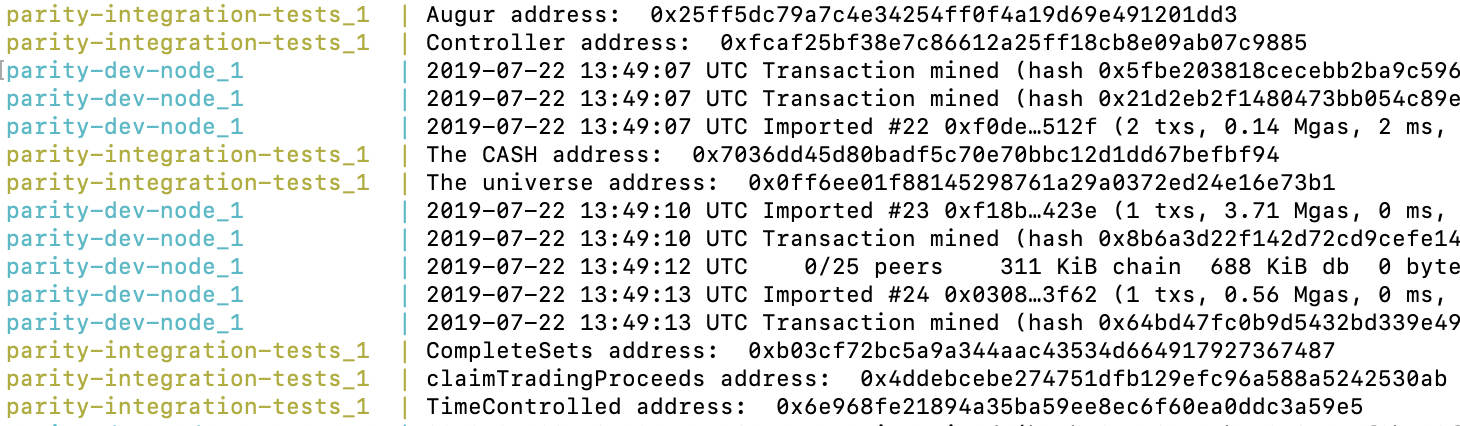 parity-integration-tests_1  | Augur address:  0x25ff5dc79a7c4e34254ff0f4a19d69e491201dd3
parity-integration-tests_1  | Controller address:  0xfcaf25bf38e7c86612a25ff18cb8e09ab07c9885
parity-dev-node_1           | 2019-07-22 13:49:07 UTC Transaction mined (hash 0x5fbe203818cecebb2ba9c596
parity-dev-node_1           | 2019-07-22 13:49:07 UTC Transaction mined (hash 0x21d2eb2f1480473bb054c89e
parity-dev-node_1           | 2019-07-22 13:49:07 UTC Imported #22 0xf0de…512f (2 txs, 0.14 Mgas, 2 ms,
parity-integration-tests_1  | The CASH address:  0x7036dd45d80badf5c70e70bbc12d1dd67befbf94
parity-integration-tests_1  | The universe address:  0x0ff6ee01f88145298761a29a0372ed24e16e73b1
parity-dev-node_1           | 2019-07-22 13:49:10 UTC Imported #23 0xf18b…423e (1 txs, 3.71 Mgas, 0 ms,
parity-dev-node_1           | 2019-07-22 13:49:10 UTC Transaction mined (hash 0x8b6a3d22f142d72cd9cefe14
parity-dev-node_1           | 2019-07-22 13:49:12 UTC    0/25 peers    311 KiB chain  688 KiB db  0 byte
parity-dev-node_1           | 2019-07-22 13:49:13 UTC Imported #24 0x0308…3f62 (1 txs, 0.56 Mgas, 0 ms,
parity-dev-node_1           | 2019-07-22 13:49:13 UTC Transaction mined (hash 0x64bd47fc0b9d5432bd339e49
parity-integration-tests_1  | CompleteSets address:  0xb03cf72bc5a9a344aac43534d664917927367487
parity-integration-tests_1  | claimTradingProceeds address:  0x4ddebcebe274751dfb129efc96a588a5242530ab
parity-integration-tests_1  | TimeControlled address:  0x6e968fe21894a35ba59ee8ec6f60ea0ddc3a59e5